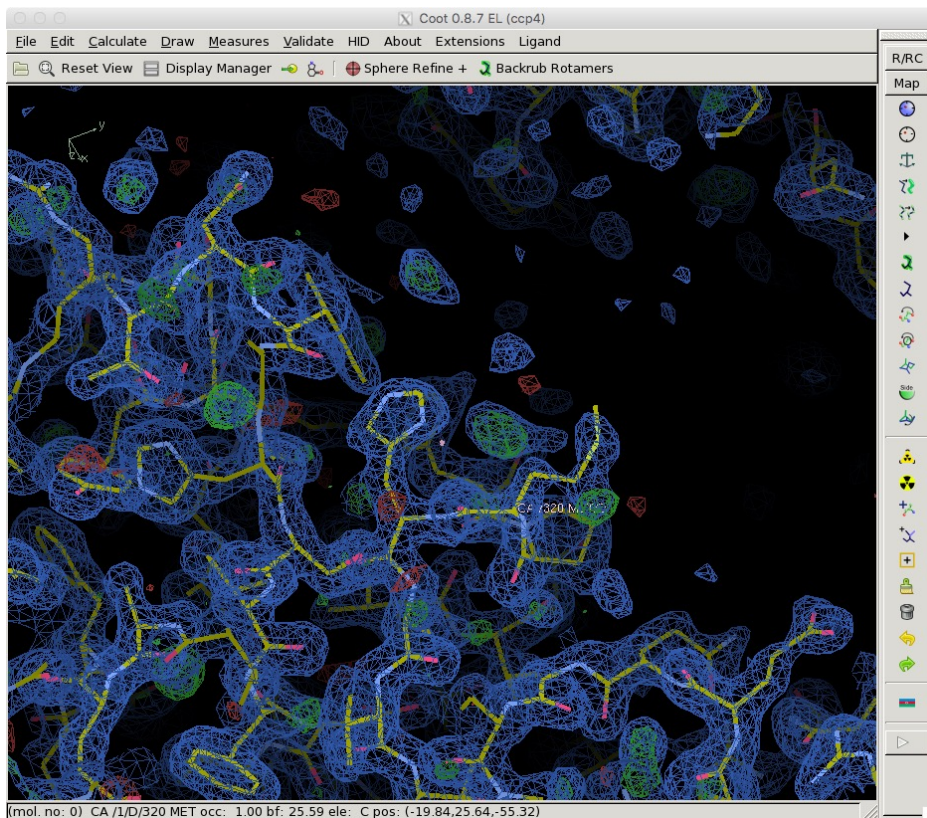 Coot 0.8.7 EL (ccp4)
File Edit Calculate Draw Measures Validate HID About Extensions Ligand
Reset View Display Manager Sphere Refine + Backrub Rotamers
R/RC
Map
y
x
z
CA /320 M
Side
(mol. no: 0) CA /1/D/320 MET occ: 1.00 bf: 25.59 ele: C pos: (-19.84,25.64,-55.32)